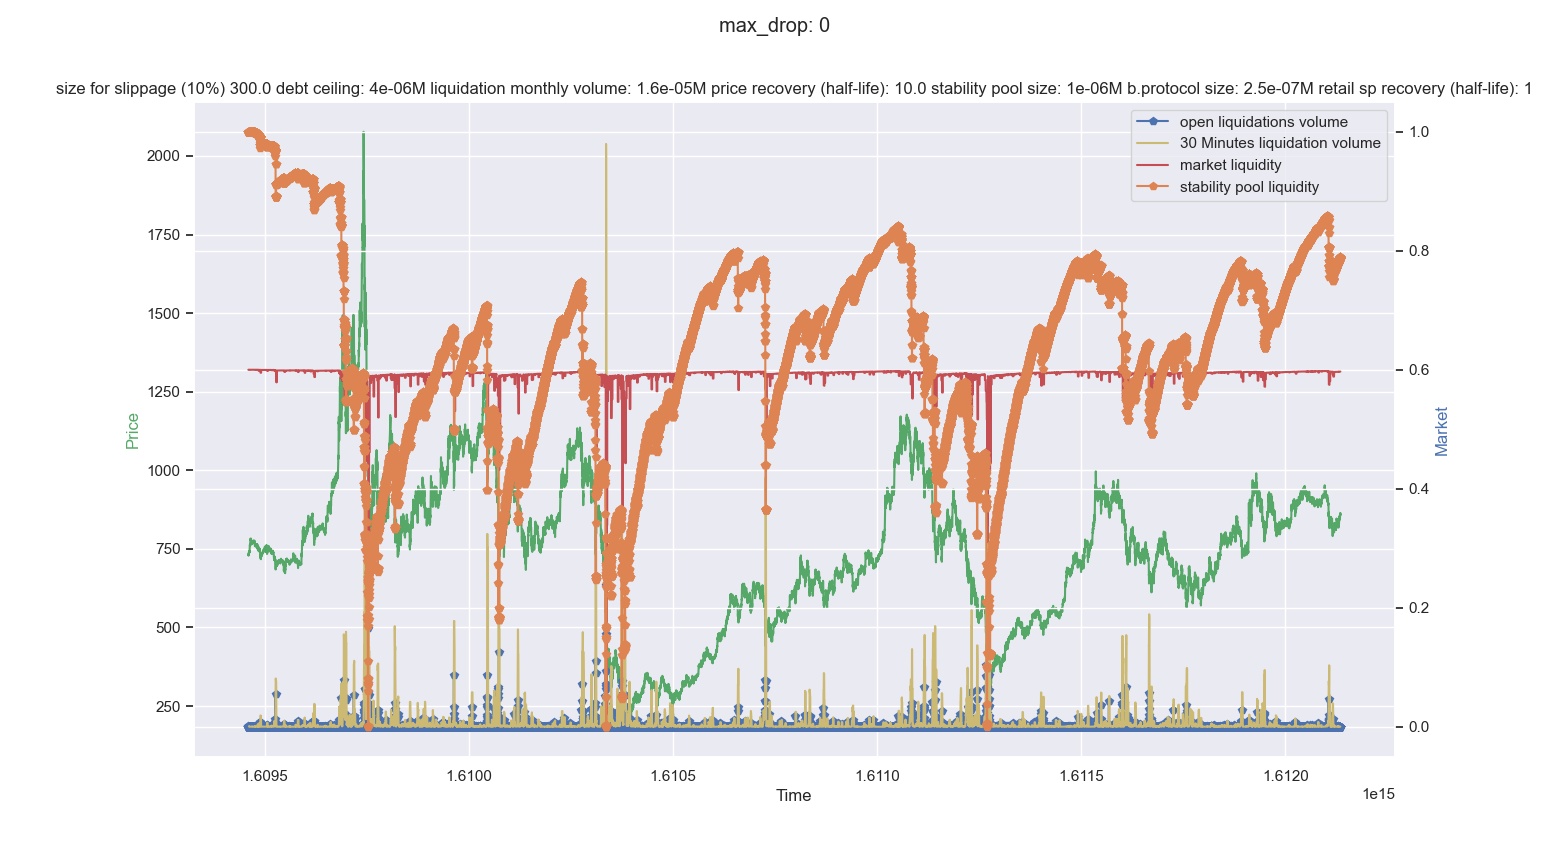 max_drop: 0
size for slippage (10%) 300.0 debt ceiling: 4e-06M liquidation monthly volume: 1.6e-05M price recovery (half-life): 10.0 stability pool size: 1e-06M b.protocol size: 2.5e-07M retail sp recovery (half-life): 1
open liquidations volume
30 Minutes liquidation volume
market liquidity
stability pool liquidity
2000
1750
1500
1250
1000
750
500
250
Price
1.0
0.8
0.6
0.4
0.2
0.0
Market
1.6095 1.6100 1.6105 1.6110 1.6115 1.6120
Time
1e15